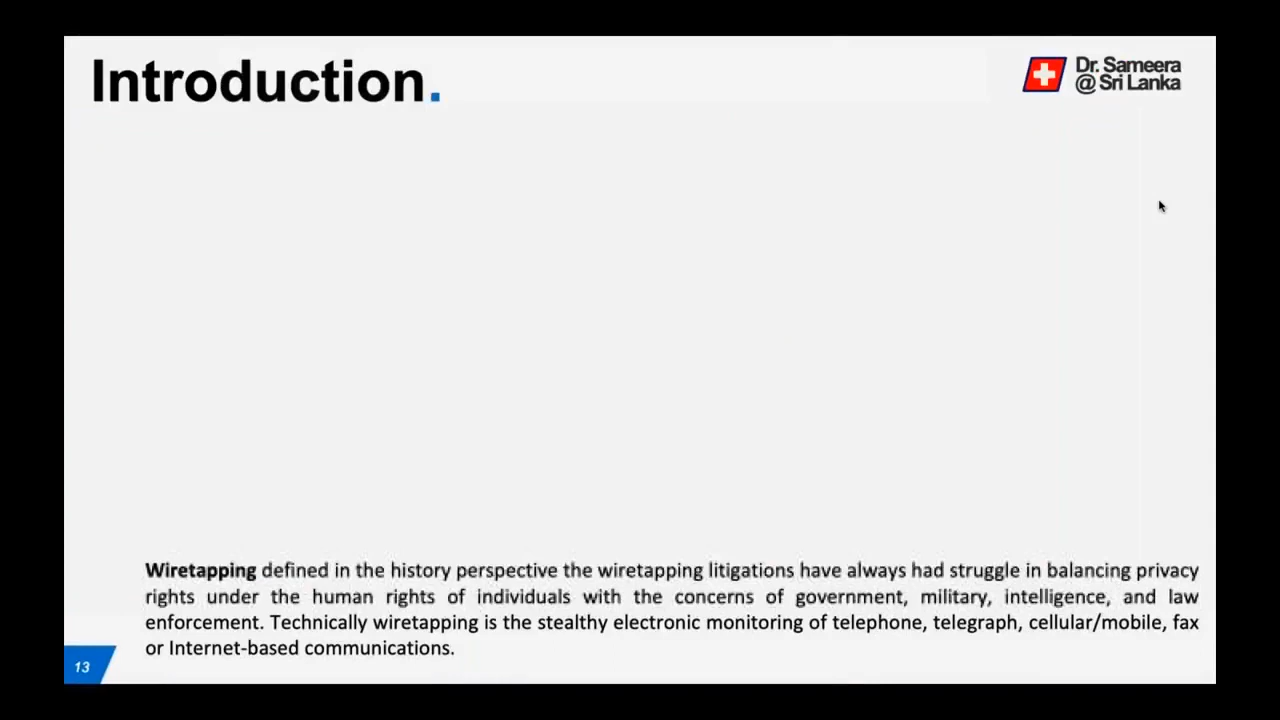 Introduction.
Dr. Sameera
@ Sri Lanka
Wiretapping defined in the history perspective the wiretapping litigations have always had struggle in balancing privacy
rights under the human rights of individuals with the concerns of government, military, intelligence, and law
enforcement. Technically wiretapping is the stealthy electronic monitoring of telephone, telegraph, cellular/mobile, fax
or Internet-based communications.
13